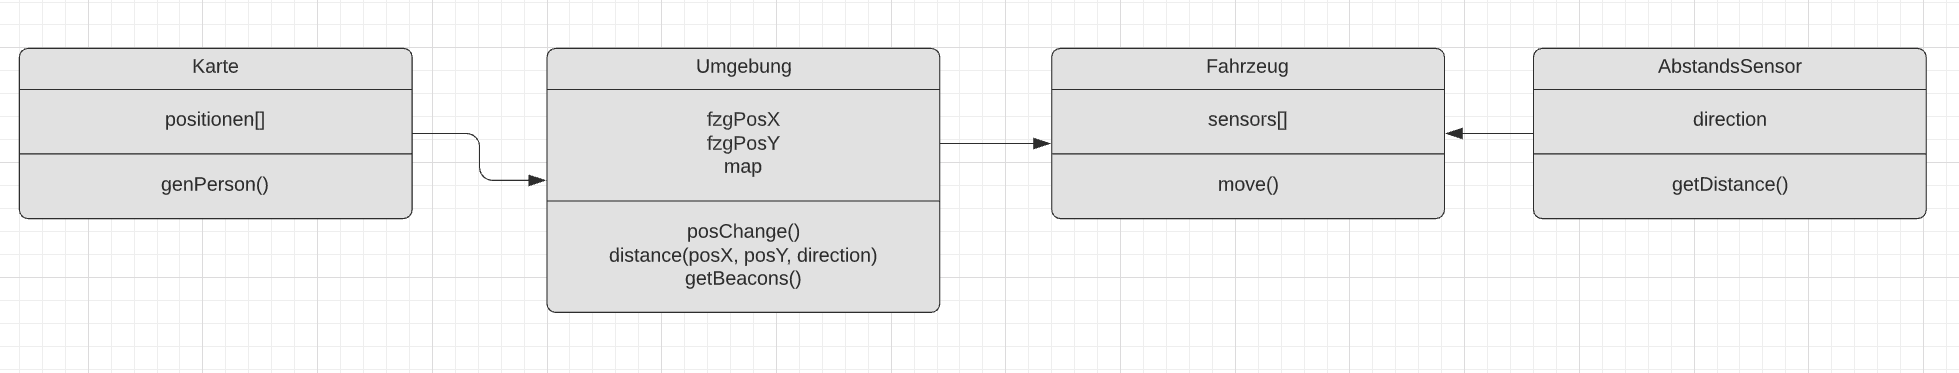 Karte
positionen[]
genPerson()
Umgebung
fzgPosX
fzgPosY
map
posChange()
distance(posX, posY, direction)
getBeacons()
Fahrzeug
sensors[]
move()
AbstandsSensor
direction
getDistance()